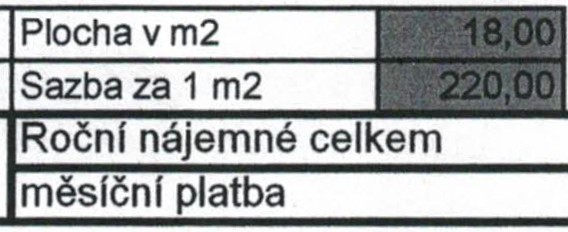 Plocha v m2 18,00
Sazba za 1 m2 220,00
Roční nájemné celkem
měsíční platba